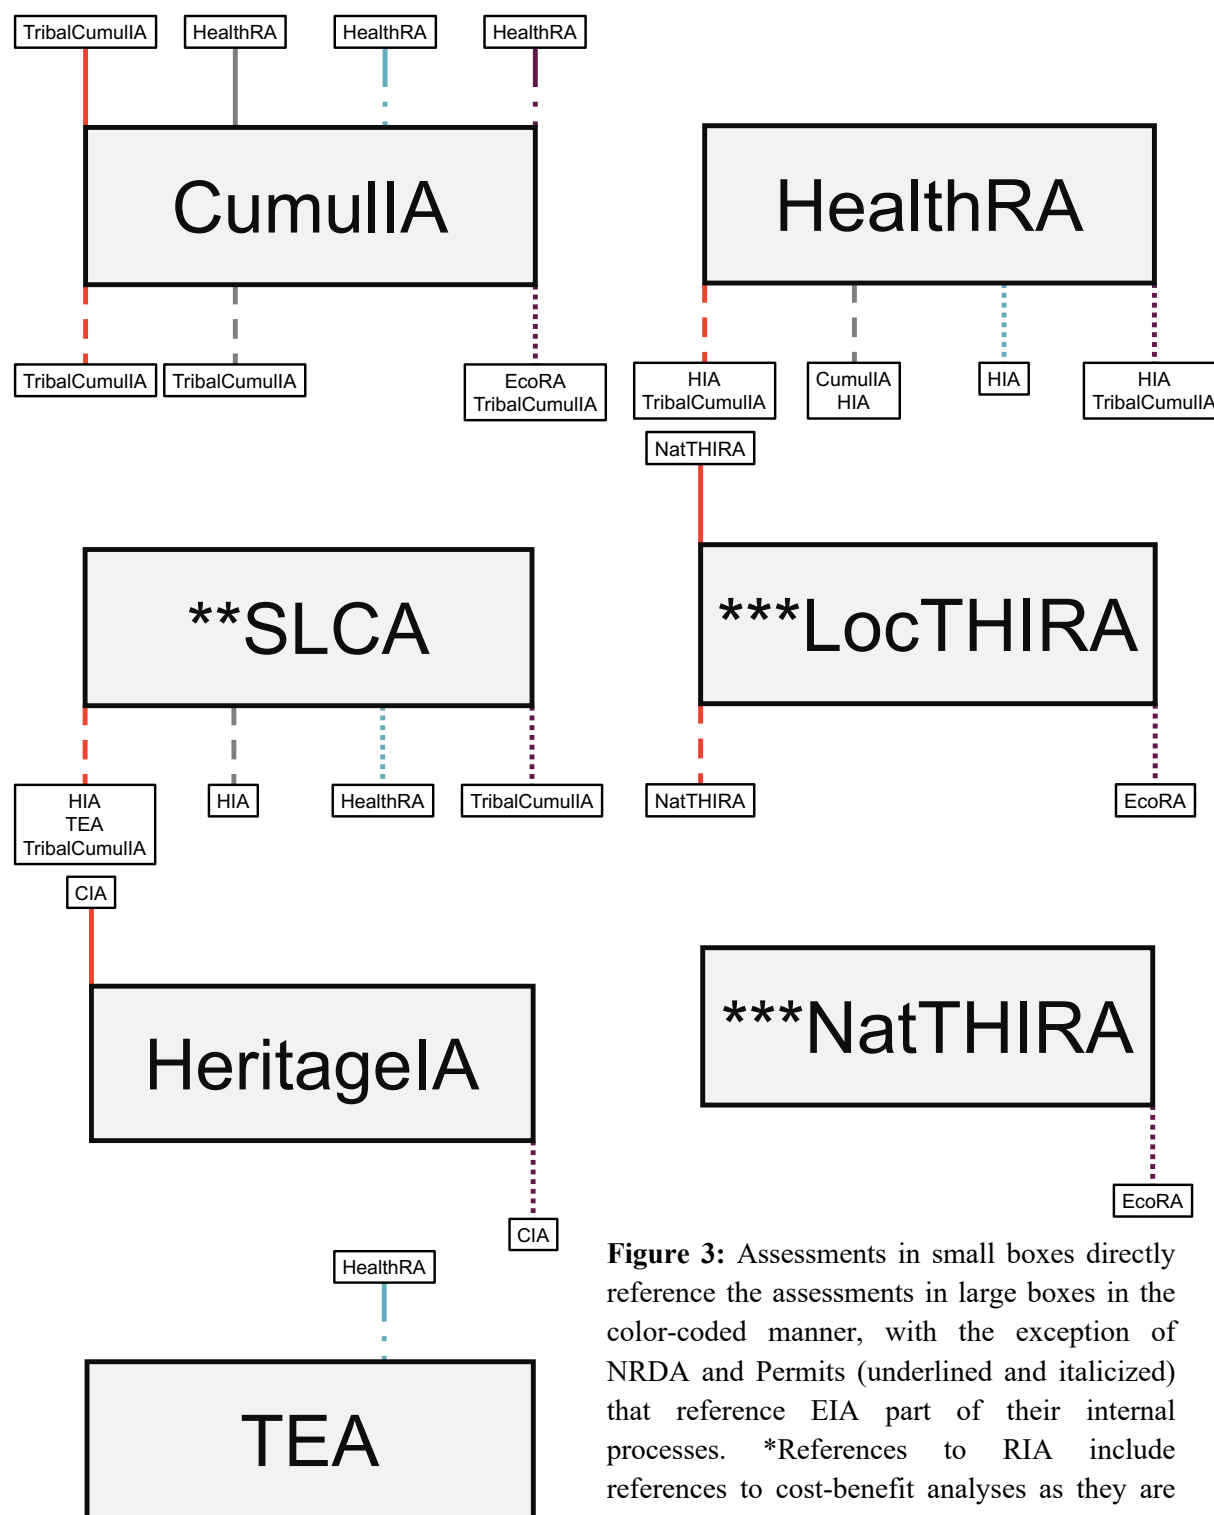 TribalCumulIA
HealthRA
HealthRA
HealthRA
CumulIA
TribalCumulIA
TribalCumulIA
EcoRA
TribalCumulIA
HealthRA
HIA
TribalCumulIA
CumulIA
HIA
HIA
HIA
TribalCumulIA
**SLCA
HIA
TEA
TribalCumulIA
HIA
HealthRA
TribalCumulIA
NatTHIRA
***LocTHIRA
NatTHIRA
EcoRA
CIA
HeritageIA
CIA
***NatTHIRA
EcoRA
HealthRA
TEA
Figure 3: Assessments in small boxes directly
reference the assessments in large boxes in the
color-coded manner, with the exception of
NRDA and Permits (underlined and italicized)
that reference EIA part of their internal
processes. *References to RIA include
references to cost-benefit analyses as they are